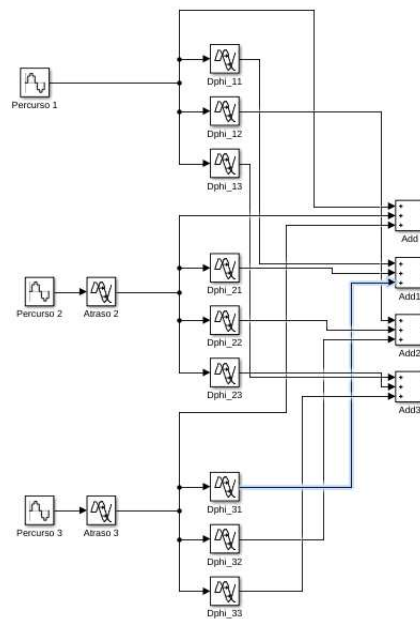 Percurso 1
Dphi_11
Dphi_12
Dphi_13
Add
Percurso 2
Atraso 2
Dphi_21
Dphi_22
Dphi_23
Add1
Add2
Add3
Percurso 3
Atraso 3
Dphi_31
Dphi_32
Dphi_33